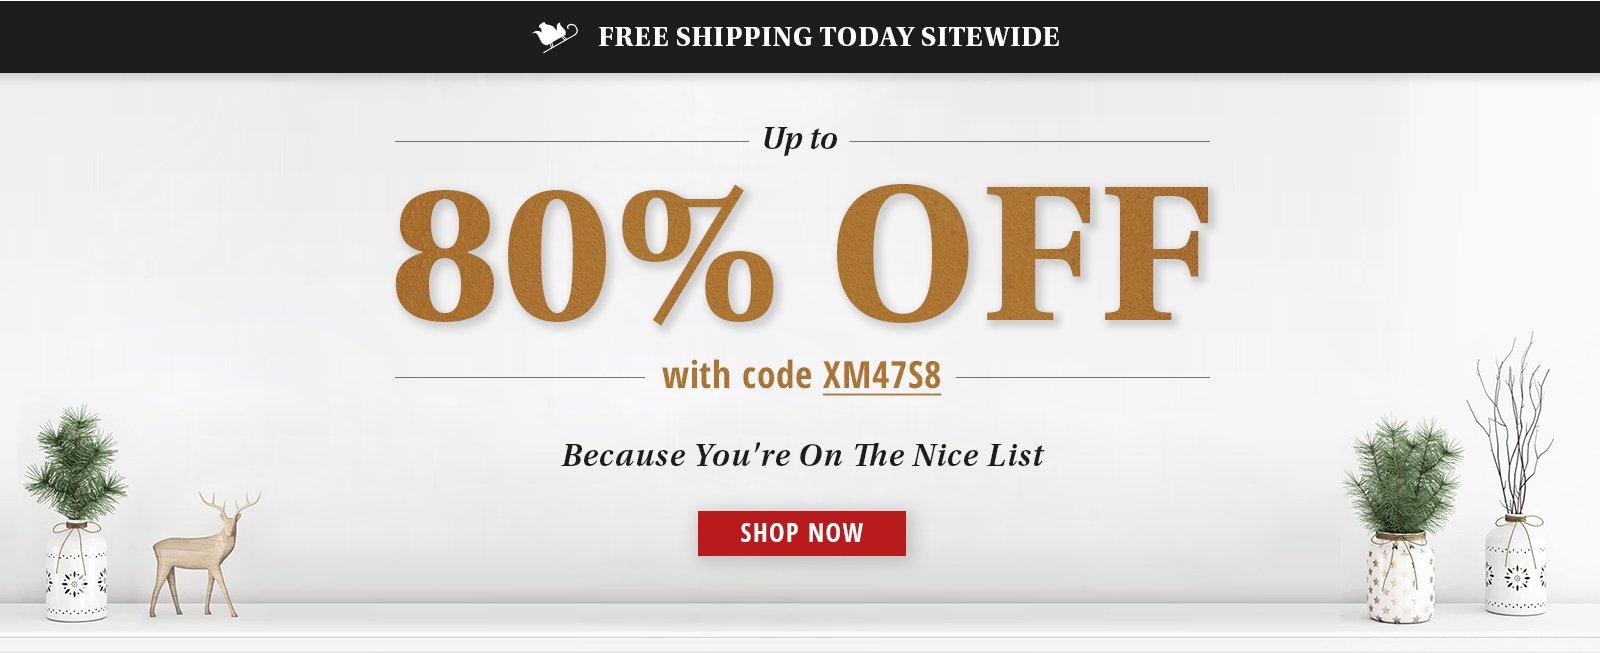 FREE SHIPPING TODAY SITEWIDE
Up to
80% OFF
with code XM47S8
Because You're On The Nice List
SHOP NOW